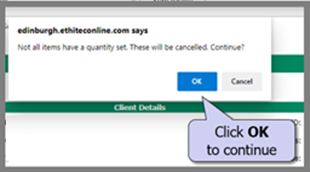 edinburgh.ethiteconline.com says
Not all items have a quantity set. These will be cancelled. Continue?
OK
Cancel
Client Details
Click OK
to continue